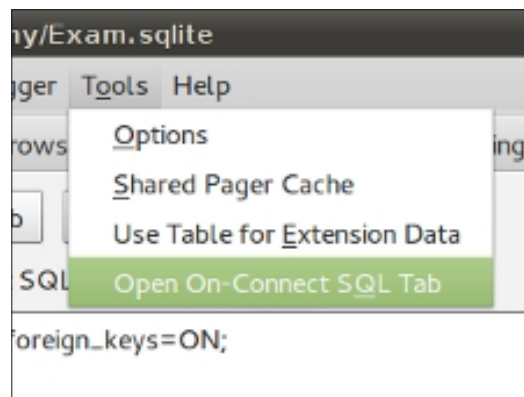 ny/Exam.sqlite
gger Tools Help
rows
Options
ing
Shared Pager Cache
b
Use Table for Extension Data
SQL
Open On-Connect SQL Tab
foreign_keys=ON;